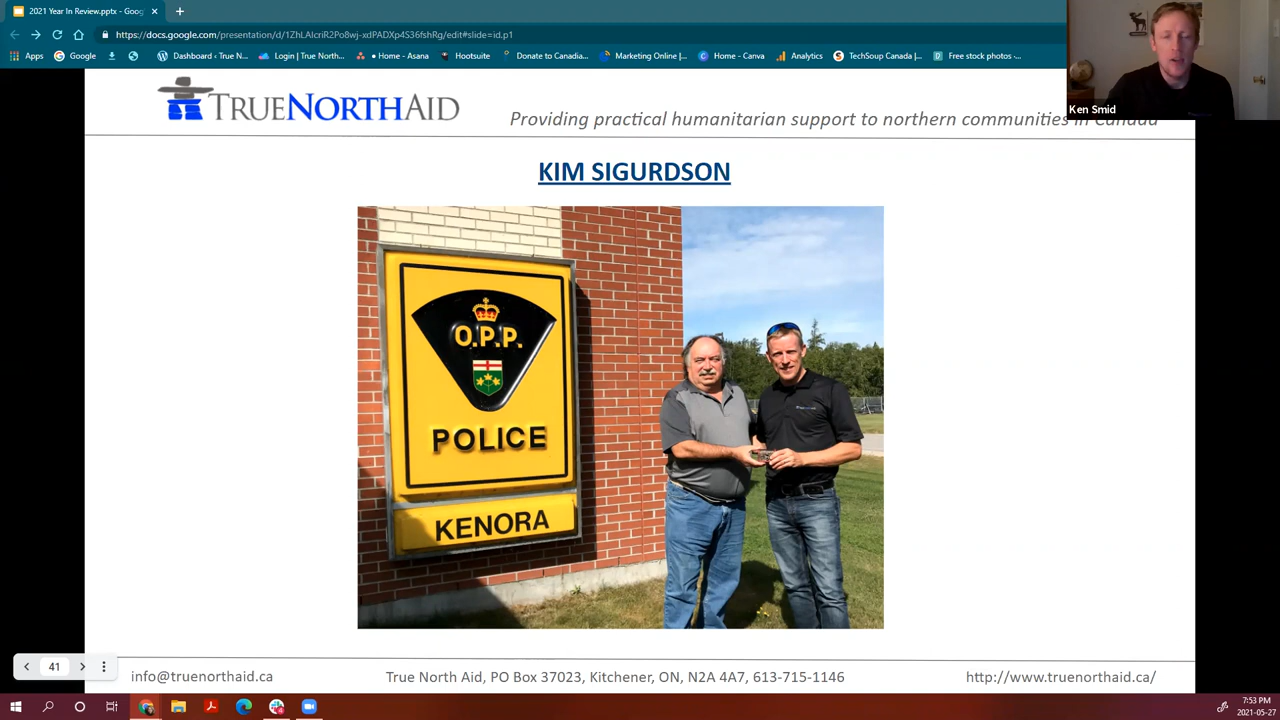 2021 Year In Review.pptx - Goog
https://docs.google.com/presentation/d/1ZhLAIcriR2Po8wj-xdPADXp4S36fshRg/edit#slide=id.p1
Apps Google Dashboard ‹ True N... Login | True North... • Home - Asana Hootsuite Donate to Canadia... Marketing Online |... Home - Canva Analytics TechSoup Canada |... Free stock photos -...
Ken Smid
TRUENORTHAID
Providing practical humanitarian support to northern communities in Canada
KIM SIGURDSON
O.P.P.
POLICE
KENORA
41
info@truenorthaid.ca
True North Aid, PO Box 37023, Kitchener, ON, N2A 4A7, 613-715-1146
http://www.truenorthaid.ca/
7:53 PM
2021-05-27